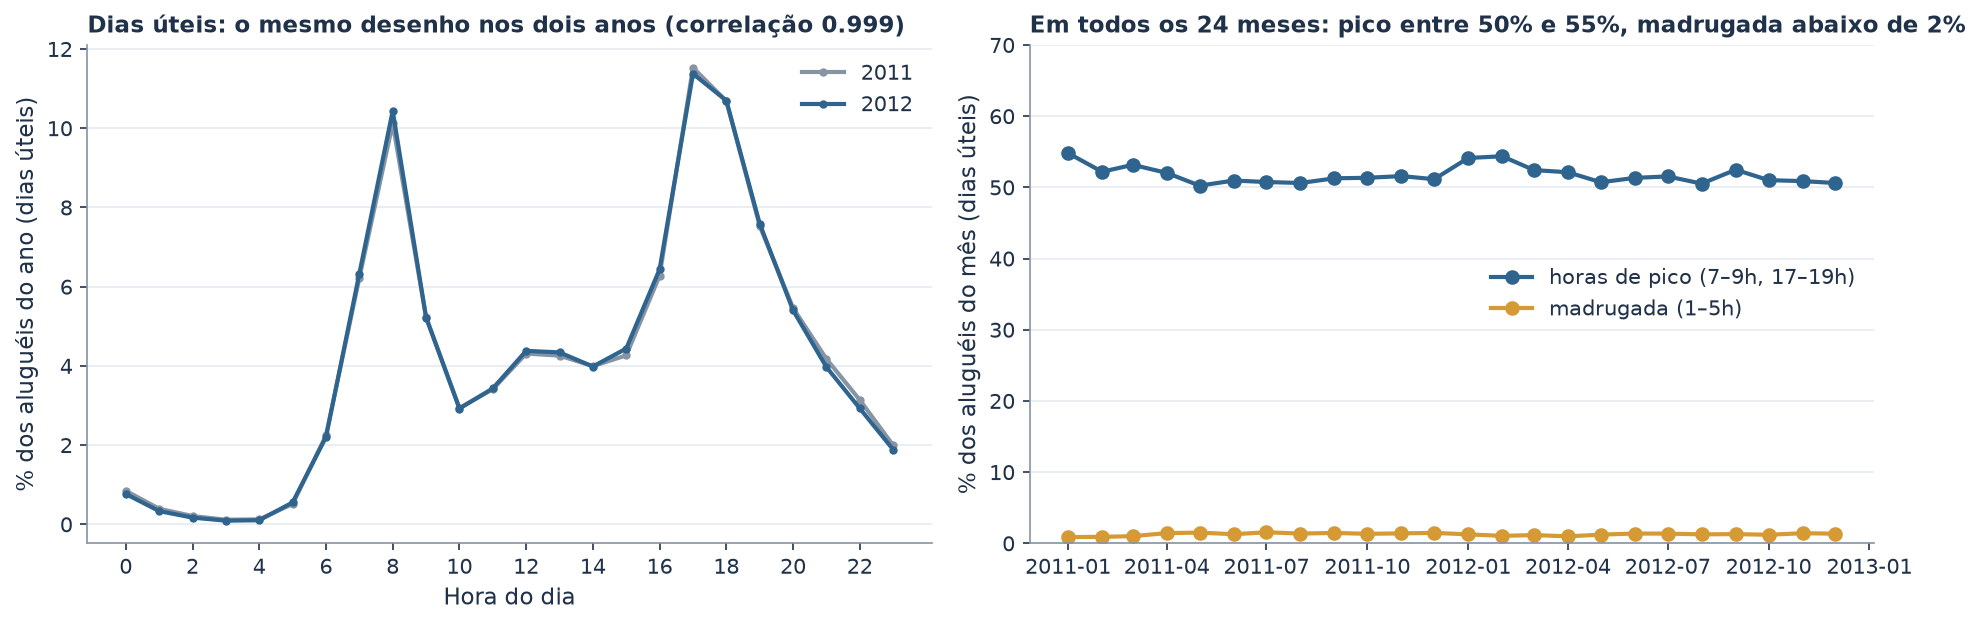 Dias úteis: o mesmo desenho nos dois anos (correlação 0.999)
% dos aluguéis do ano (dias úteis)
12
10
8
6
4
2
0
2011
2012
0 2 4 6 8 10 12 14 16 18 20 22
Hora do dia
Em todos os 24 meses: pico entre 50% e 55%, madrugada abaixo de 2%
% dos aluguéis do mês (dias úteis)
70
60
50
40
30
20
10
0
horas de pico (7–9h, 17–19h)
madrugada (1–5h)
2011-01 2011-04 2011-07 2011-10 2012-01 2012-04 2012-07 2012-10 2013-01